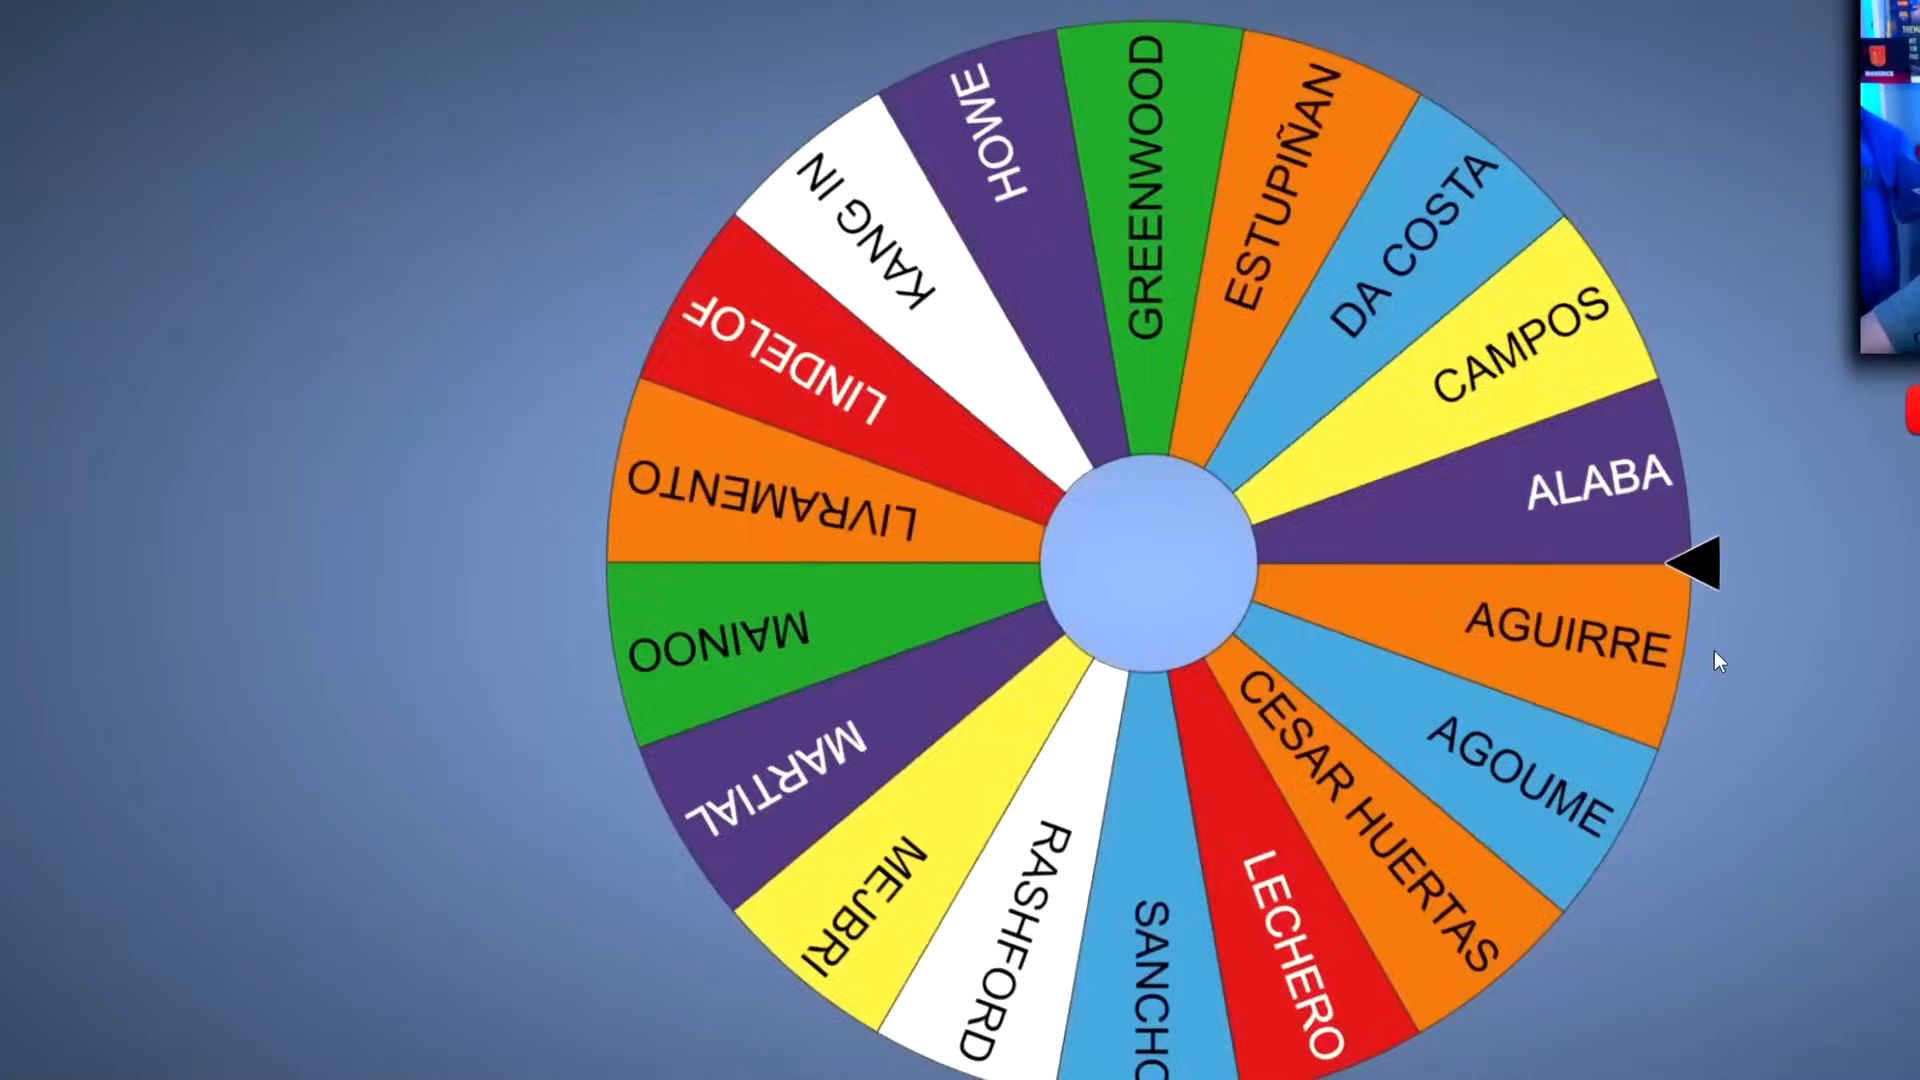 HOWE
GREENWOOD
ESTUPIÑAN
DA COSTA
CAMPOS
ALABA
AGUIRRE
AGOUME
CESAR HUERTAS
LECHERO
SANCHO
RASHFORD
MEJBRI
MARTIAL
MAINOO
LIVRAMENTO
LINDELOF
KANG IN